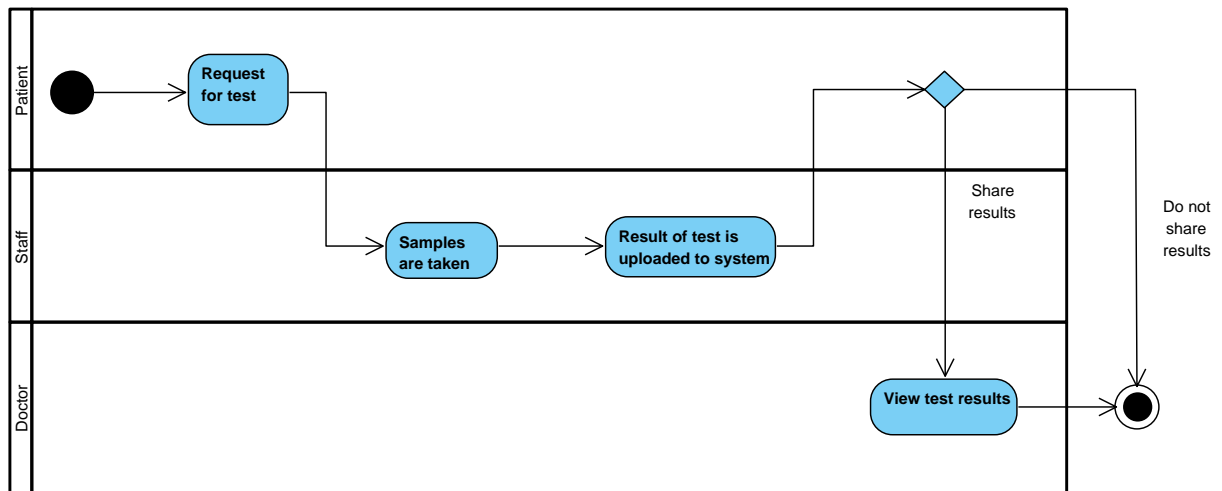 Patient
Request
for test
Staff
Samples
are taken
Result of test is
uploaded to system
Share
results
Do not
share
results
Doctor
View test results